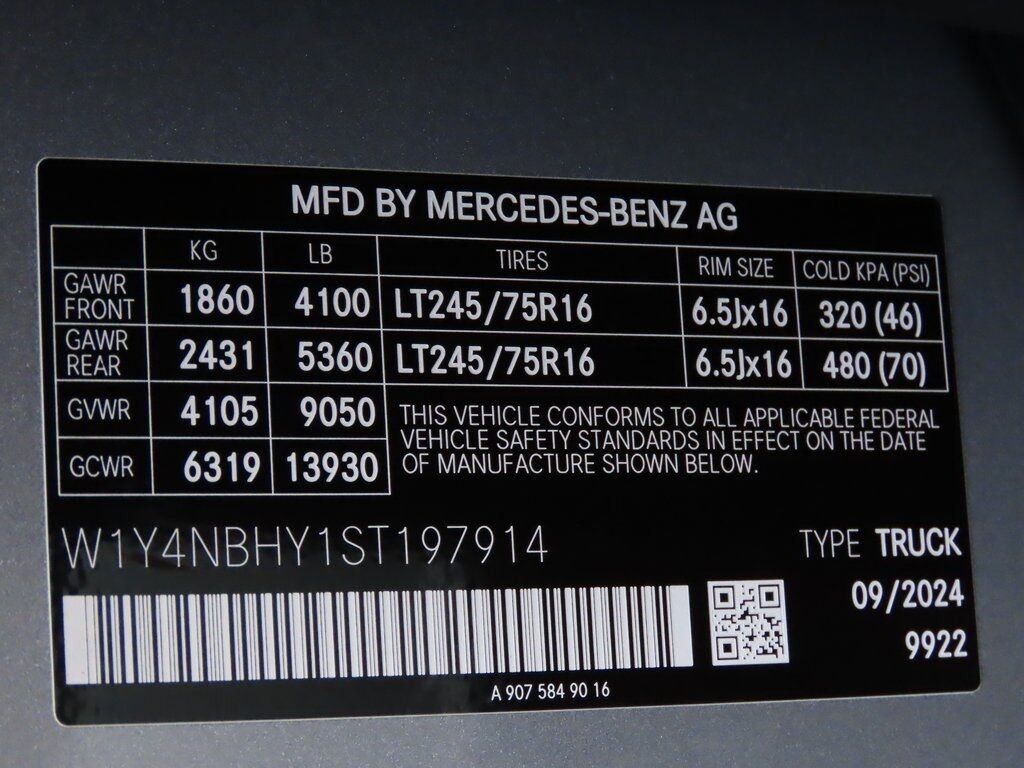 MFD BY MERCEDES-BENZ AG
KG LB TIRES RIM SIZE COLD KPA (PSI)
GAWR FRONT 1860 4100 LT245/75R16 6.5Jx16 320 (46)
GAWR REAR 2431 5360 LT245/75R16 6.5Jx16 480 (70)
GVWR 4105 9050
GCWR 6319 13930
THIS VEHICLE CONFORMS TO ALL APPLICABLE FEDERAL
VEHICLE SAFETY STANDARDS IN EFFECT ON THE DATE
OF MANUFACTURE SHOWN BELOW.
W1Y4NBHY1ST197914
TYPE TRUCK
09/2024
9922
A 907 584 90 16